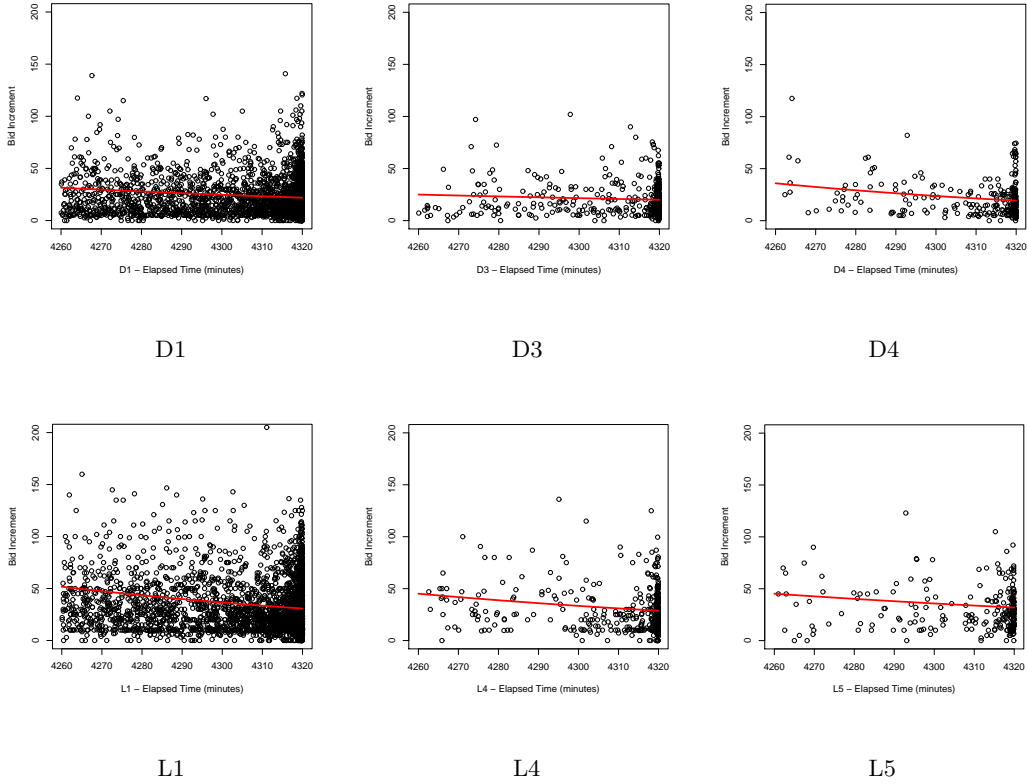 Bid Increment
0 50 100 150 200
4260 4270 4280 4290 4300 4310 4320
D1 − Elapsed Time (minutes)
D1
Bid Increment
0 50 100 150 200
4260 4270 4280 4290 4300 4310 4320
D3 − Elapsed Time (minutes)
D3
Bid Increment
0 50 100 150 200
4260 4270 4280 4290 4300 4310 4320
D4 − Elapsed Time (minutes)
D4
Bid Increment
0 50 100 150 200
4260 4270 4280 4290 4300 4310 4320
L1 − Elapsed Time (minutes)
L1
Bid Increment
0 50 100 150 200
4260 4270 4280 4290 4300 4310 4320
L4 − Elapsed Time (minutes)
L4
Bid Increment
0 50 100 150 200
4260 4270 4280 4290 4300 4310 4320
L5 − Elapsed Time (minutes)
L5